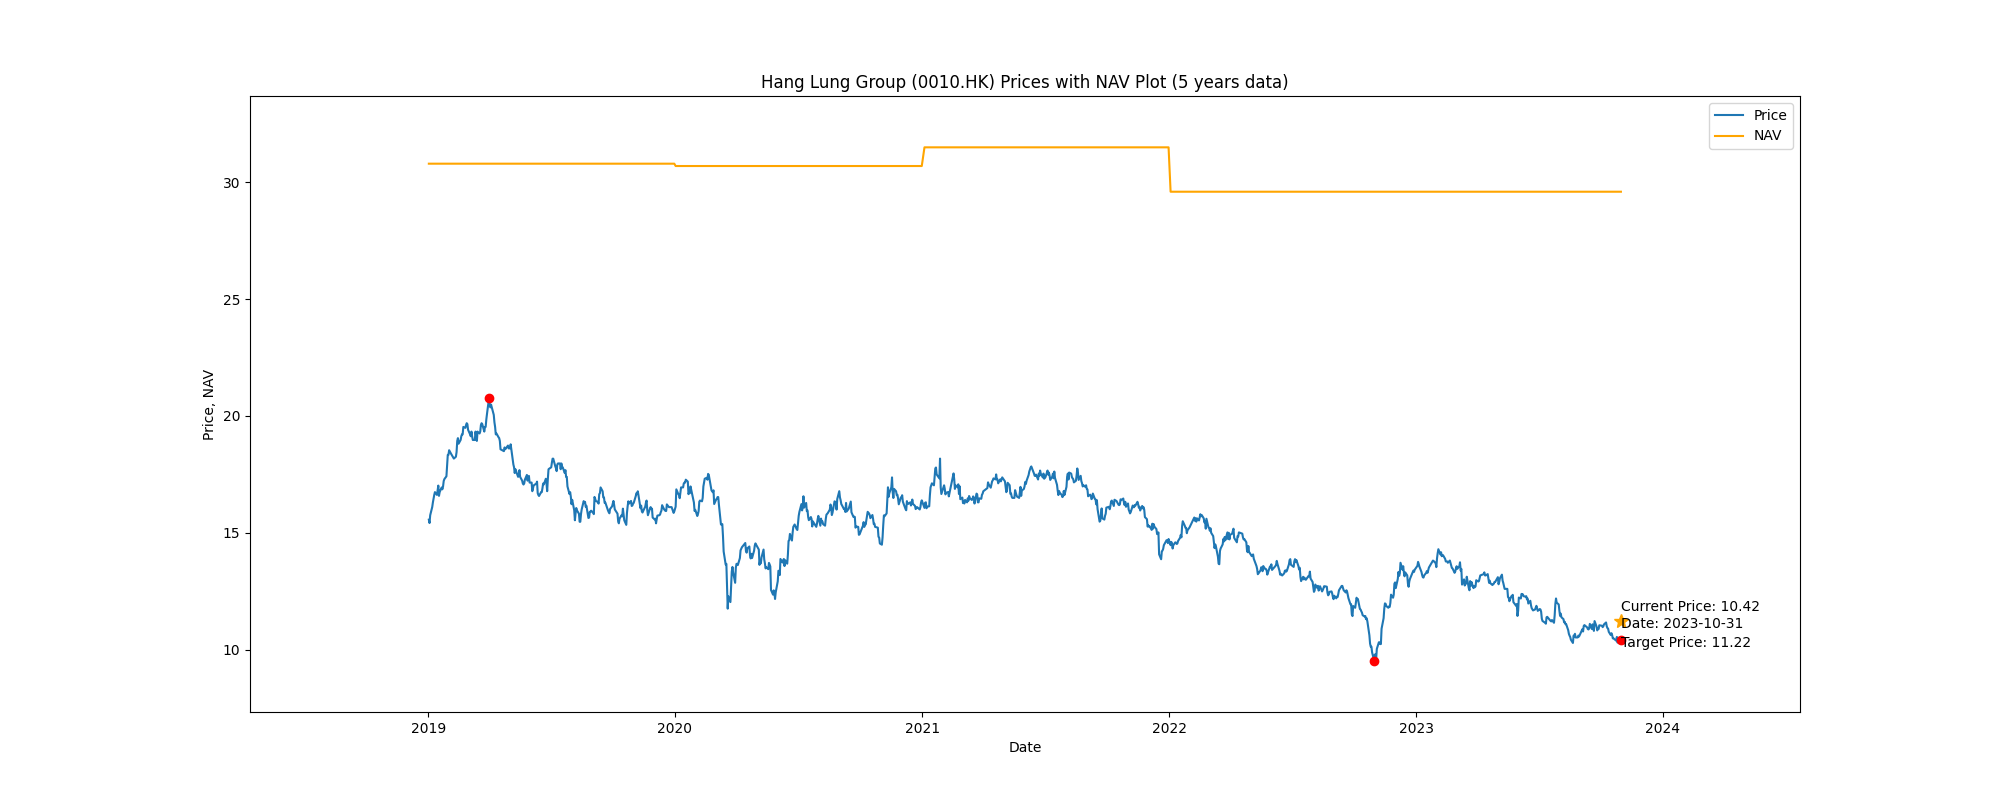 Hang Lung Group (0010.HK) Prices with NAV Plot (5 years data)
Price
NAV
Price, NAV
30
25
20
15
10
Current Price: 10.42
Date: 2023-10-31
Target Price: 11.22
2019
2020
2021
2022
2023
2024
Date